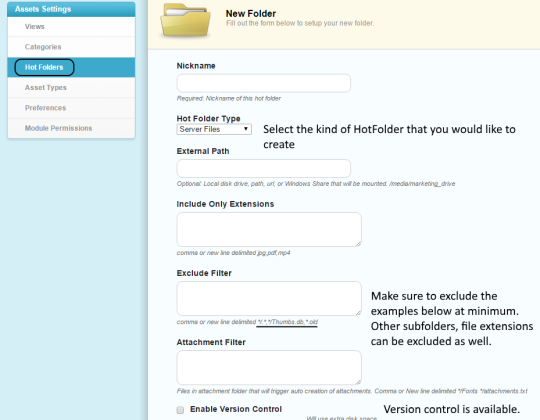 Assets Settings
Views
Categories
Hot Folders
Asset Types
Preferences
Module Permissions
New Folder
Fill out the form below to setup your new folder.
Nickname
Required. Nickname of this hot folder
Hot Folder Type
Server Files
Select the kind of HotFolder that you would like to
create
External Path
Optional. Local disk drive, path, url, or Windows Share that will be mounted. /media/marketing_drive
Include Only Extensions
comma or new line delimited jpg,pdf,mp4
Exclude Filter
comma or new line delimited */.*,*/Thumbs.db,*.old
Make sure to exclude the
examples below at minimum.
Other subfolders, file extensions
can be excluded as well.
Attachment Filter
Files in attachment folder that will trigger auto creation of attachments. Comma or New line delimited */Fonts */attachments.txt
Enable Version Control
Version control is available.
Will use extra disk space